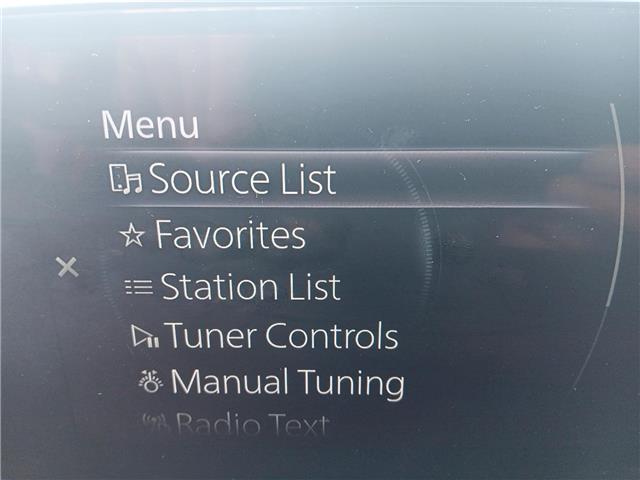 Menu
Source List
Favorites
Station List
Tuner Controls
Manual Tuning
Radio Text